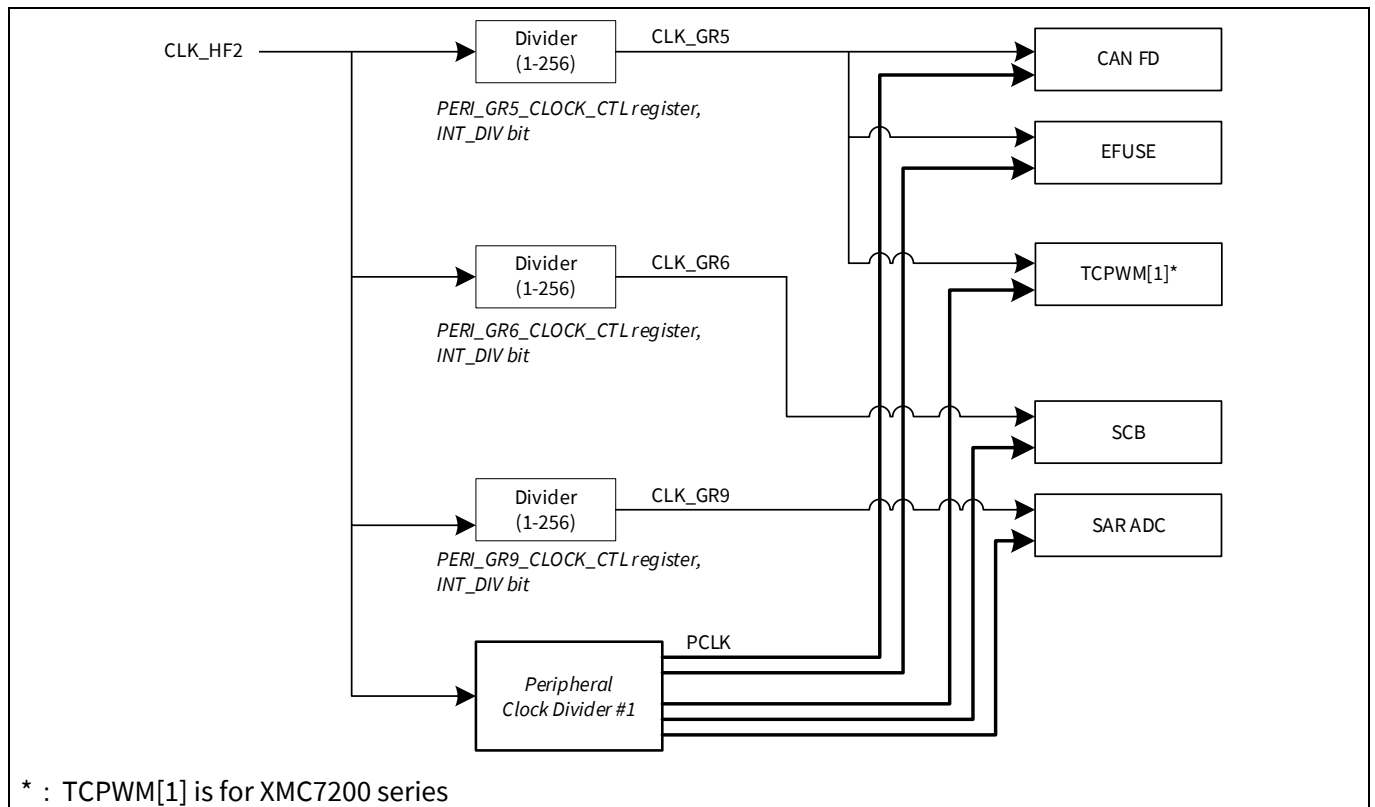 CLK_HF2
Divider
(1-256)
CLK_GR5
PERI_GR5_CLOCK_CTL register,
INT_DIV bit
CAN FD
EFUSE
Divider
(1-256)
CLK_GR6
PERI_GR6_CLOCK_CTL register,
INT_DIV bit
TCPWM[1]*
SCB
Divider
(1-256)
CLK_GR9
PERI_GR9_CLOCK_CTL register,
INT_DIV bit
SAR ADC
Peripheral
Clock Divider #1
PCLK
* : TCPWM[1] is for XMC7200 series